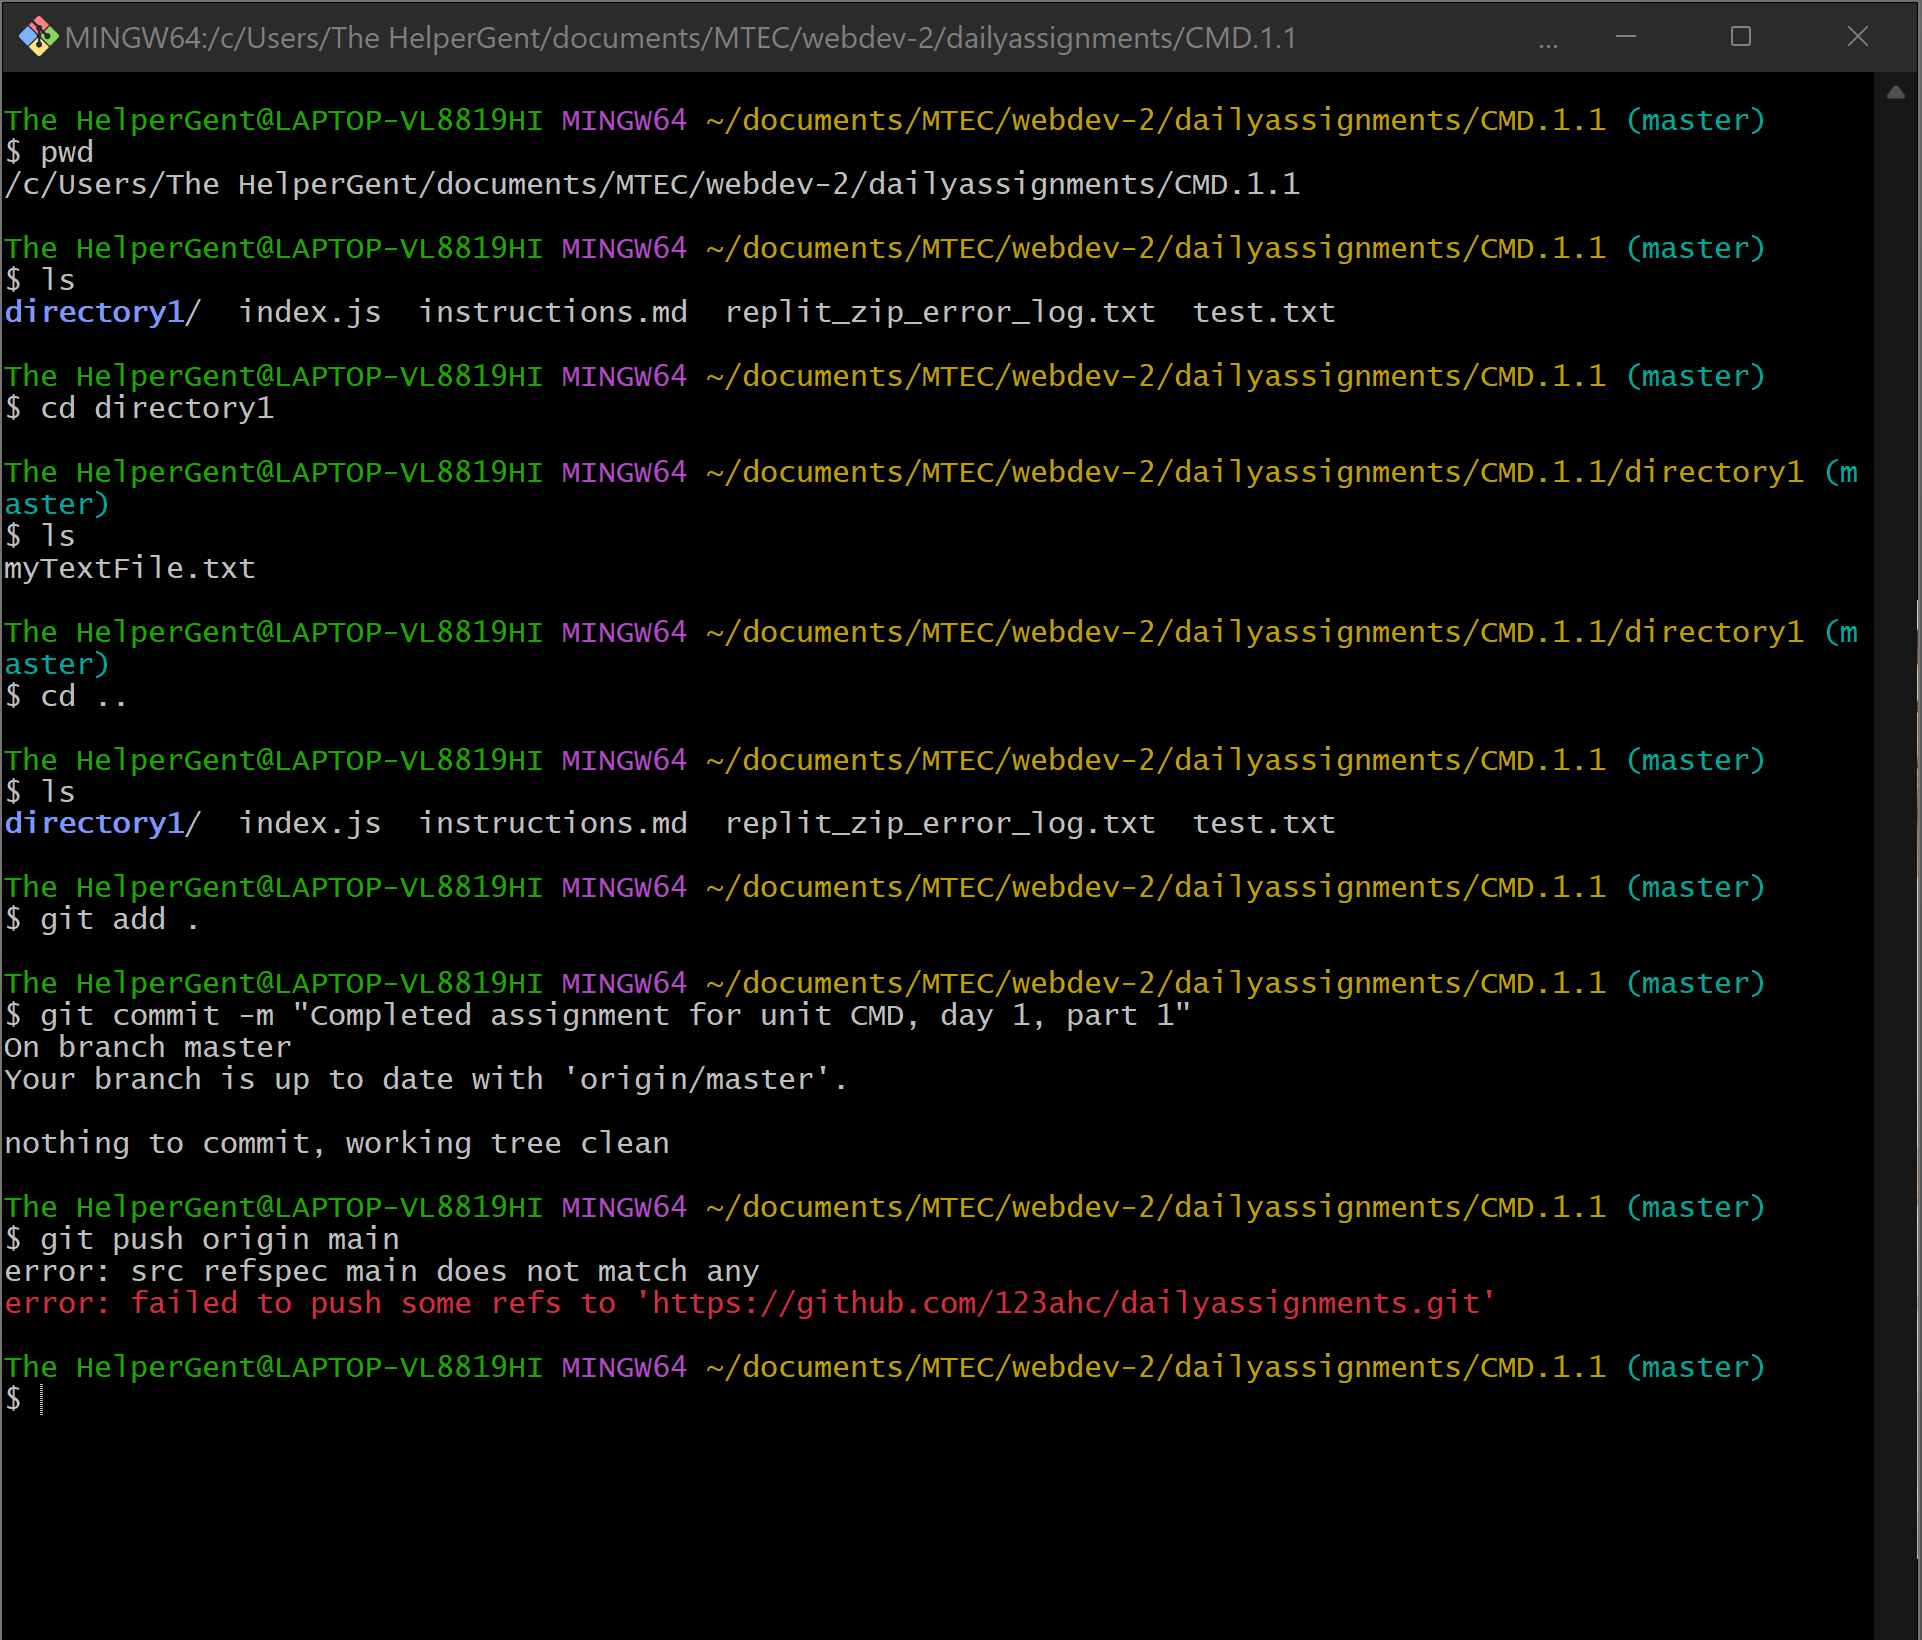 MINGW64:/c/Users/The HelperGent/documents/MTEC/webdev-2/dailyassignments/CMD.1.1 ...
The HelperGent@LAPTOP-VL8819HI MINGW64 ~/documents/MTEC/webdev-2/dailyassignments/CMD.1.1 (master)
$ pwd
/c/Users/The HelperGent/documents/MTEC/webdev-2/dailyassignments/CMD.1.1
The HelperGent@LAPTOP-VL8819HI MINGW64 ~/documents/MTEC/webdev-2/dailyassignments/CMD.1.1 (master)
$ ls
directory1/  index.js  instructions.md  replit_zip_error_log.txt  test.txt
The HelperGent@LAPTOP-VL8819HI MINGW64 ~/documents/MTEC/webdev-2/dailyassignments/CMD.1.1 (master)
$ cd directory1
The HelperGent@LAPTOP-VL8819HI MINGW64 ~/documents/MTEC/webdev-2/dailyassignments/CMD.1.1/directory1 (m
aster)
$ ls
myTextFile.txt
The HelperGent@LAPTOP-VL8819HI MINGW64 ~/documents/MTEC/webdev-2/dailyassignments/CMD.1.1/directory1 (m
aster)
$ cd ..
The HelperGent@LAPTOP-VL8819HI MINGW64 ~/documents/MTEC/webdev-2/dailyassignments/CMD.1.1 (master)
$ ls
directory1/  index.js  instructions.md  replit_zip_error_log.txt  test.txt
The HelperGent@LAPTOP-VL8819HI MINGW64 ~/documents/MTEC/webdev-2/dailyassignments/CMD.1.1 (master)
$ git add .
The HelperGent@LAPTOP-VL8819HI MINGW64 ~/documents/MTEC/webdev-2/dailyassignments/CMD.1.1 (master)
$ git commit -m "Completed assignment for unit CMD, day 1, part 1"
On branch master
Your branch is up to date with 'origin/master'.
nothing to commit, working tree clean
The HelperGent@LAPTOP-VL8819HI MINGW64 ~/documents/MTEC/webdev-2/dailyassignments/CMD.1.1 (master)
$ git push origin main
error: src refspec main does not match any
error: failed to push some refs to 'https://github.com/123ahc/dailyassignments.git'
The HelperGent@LAPTOP-VL8819HI MINGW64 ~/documents/MTEC/webdev-2/dailyassignments/CMD.1.1 (master)
$